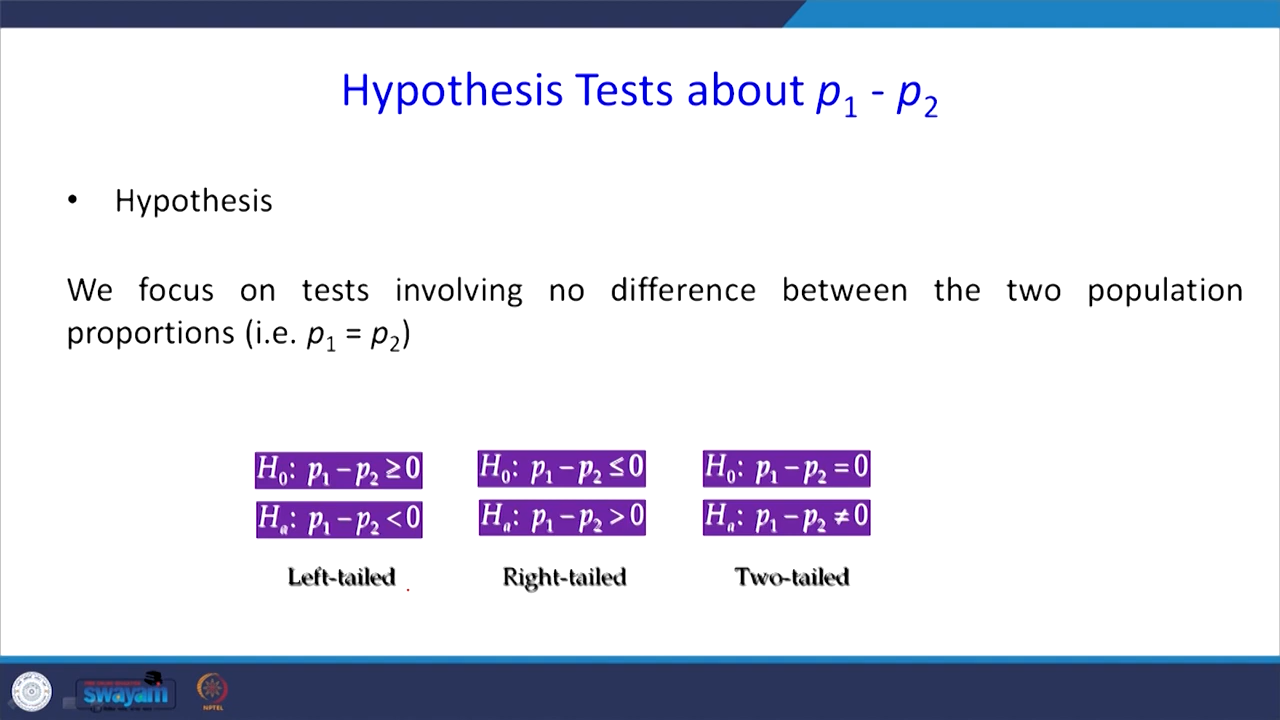 Hypothesis Tests about p₁ - p₂
• Hypothesis
We focus on tests involving no difference between the two population
proportions (i.e. p₁ = p₂)
H₀: p₁ – p₂ ≥ 0 H₀: p₁ – p₂ ≤ 0 H₀: p₁ – p₂ = 0
Hₐ: p₁ – p₂ < 0 Hₐ: p₁ – p₂ > 0 Hₐ: p₁ – p₂ ≠ 0
Left-tailed Right-tailed Two-tailed
swayam NPTEL